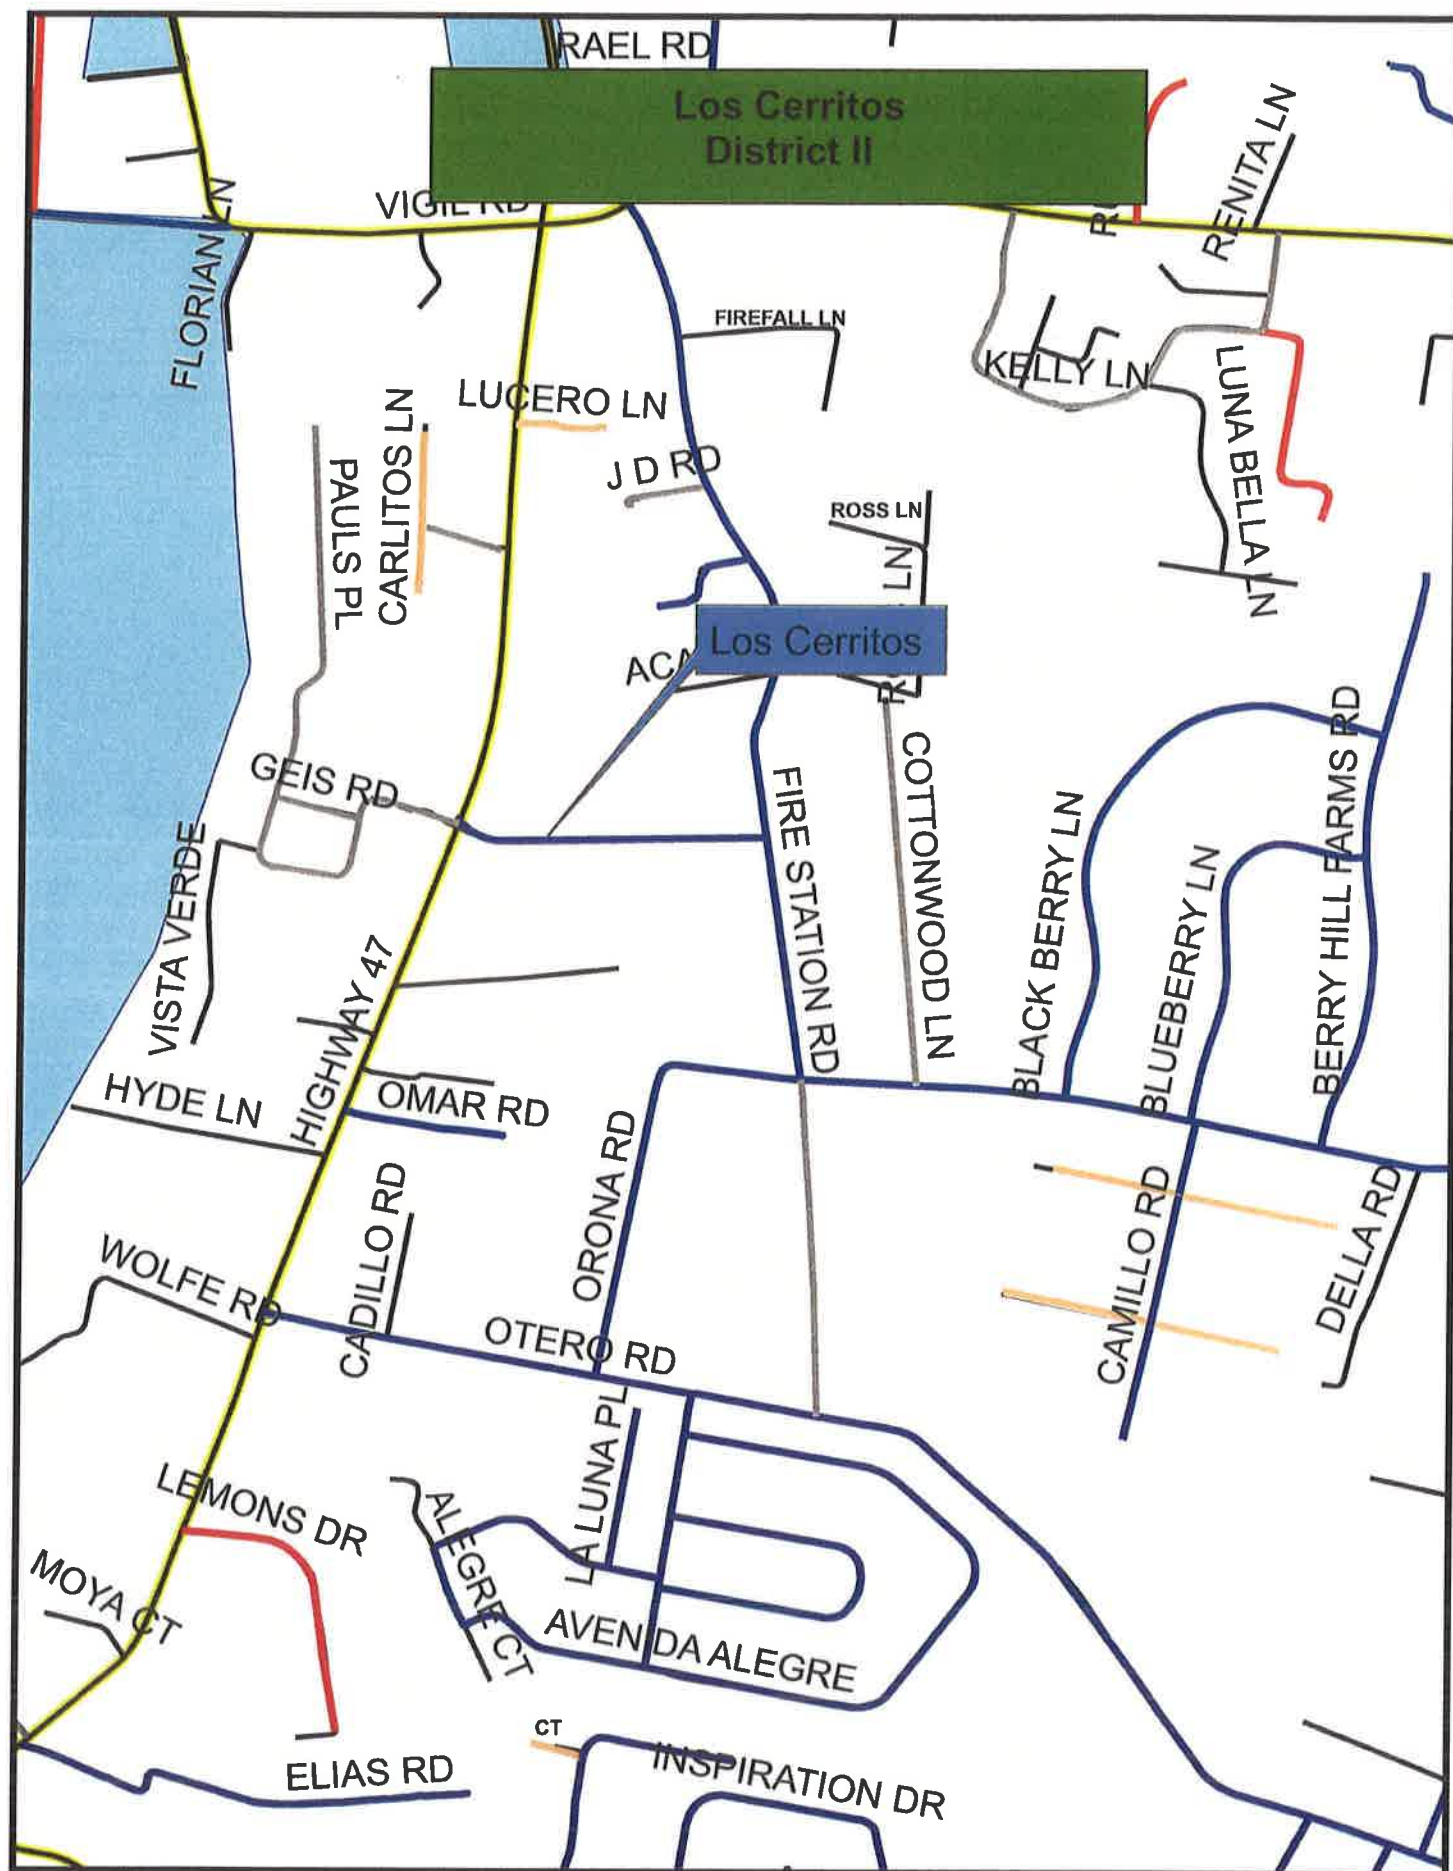 RAEL RD
Los Cerritos
District II
RENITA LN
VIGIL RD
FLORIAN LN
FIREFALL LN
KELLY LN
LUCERO LN
LUNA BELLA LN
CARLITOS LN
PAULS PL
J D RD
ROSS LN
LN
Los Cerritos
ACA
COTTONWOOD LN
GEIS RD
FIRE STATION RD
BERRY HILL FARMS RD
BLACK BERRY LN
BLUEBERRY LN
VISTA VERDE
HIGHWAY 47
HYDE LN
OMAR RD
ORONA RD
CADILLO RD
CAMILLO RD
DELLA RD
WOLFE RD
OTERO RD
LA LUNA PL
LEMONS DR
ALEGRE CT
MOYA CT
AVENIDA ALEGRE
CT
INSPIRATION DR
ELIAS RD